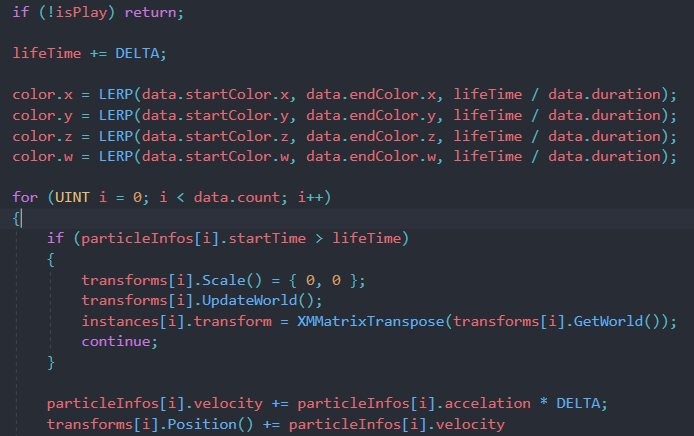 if (!isPlay) return;
lifeTime += DELTA;
color.x = LERP(data.startColor.x, data.endColor.x, lifeTime / data.duration);
color.y = LERP(data.startColor.y, data.endColor.y, lifeTime / data.duration);
color.z = LERP(data.startColor.z, data.endColor.z, lifeTime / data.duration);
color.w = LERP(data.startColor.w, data.endColor.w, lifeTime / data.duration);
for (UINT i = 0; i < data.count; i++)
{
if (particleInfos[i].startTime > lifeTime)
{
transforms[i].Scale() = { 0, 0 };
transforms[i].UpdateWorld();
instances[i].transform = XMMatrixTranspose(transforms[i].GetWorld());
continue;
}
particleInfos[i].velocity += particleInfos[i].accelation * DELTA;
transforms[i].Position() += particleInfos[i].velocity